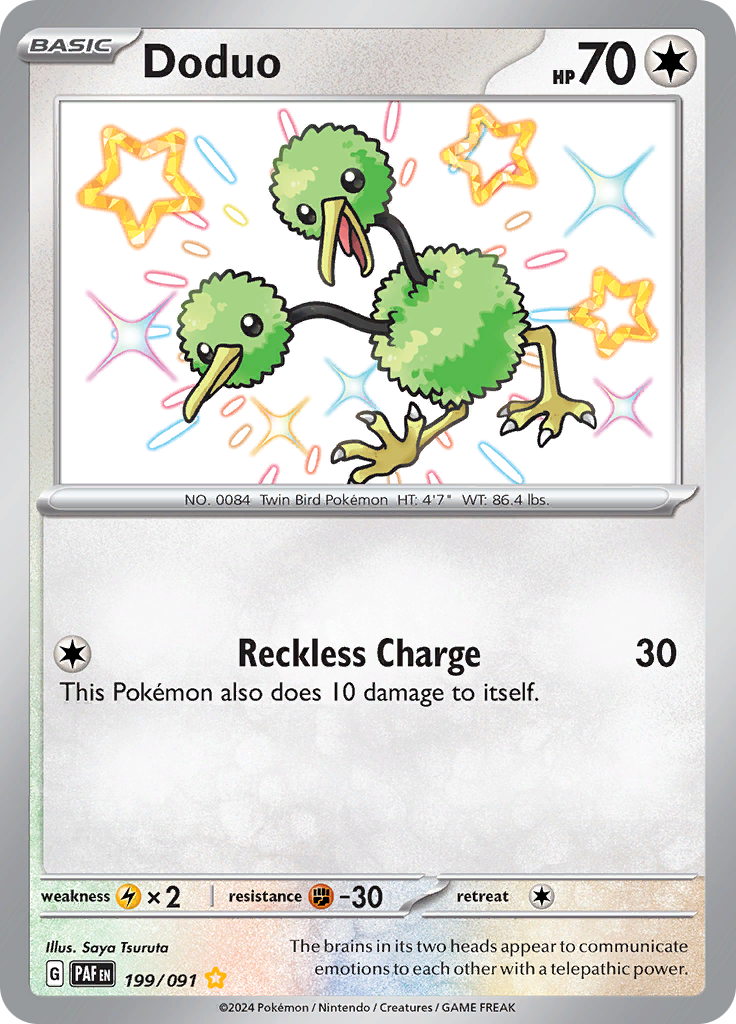 BASIC
Doduo
HP 70
NO. 0084 Twin Bird Pokémon HT: 4'7" WT: 86.4 lbs.
Reckless Charge 30
This Pokémon also does 10 damage to itself.
weakness ×2 resistance -30 retreat
Illus. Saya Tsuruta
The brains in its two heads appear to communicate
emotions to each other with a telepathic power.
G PAF EN 199/091
©2024 Pokémon / Nintendo / Creatures / GAME FREAK